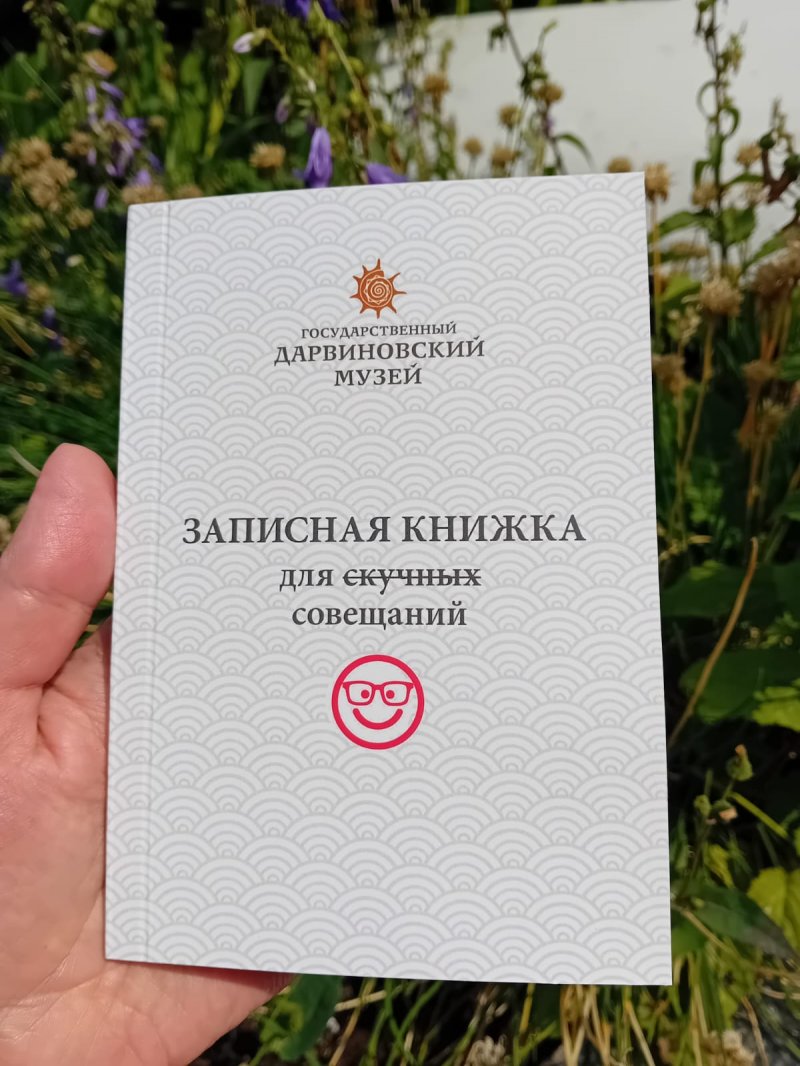 ГОСУДАРСТВЕННЫЙ
ДАРВИНОВСКИЙ
МУЗЕЙ
ЗАПИСНАЯ КНИЖКА
для скучных
совещаний